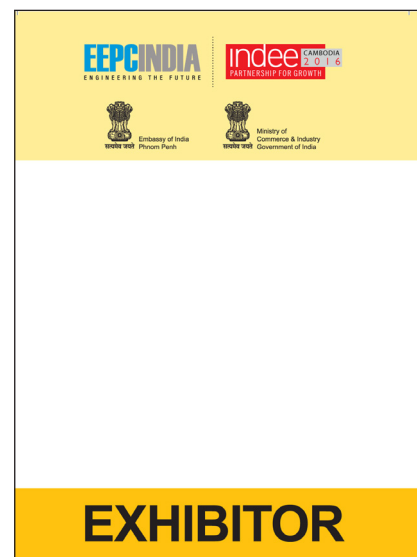 EEPCINDIA
ENGINEERING THE FUTURE
indee CAMBODIA
2016
PARTNERSHIP FOR GROWTH
सत्यमेव जयते
Embassy of India
Phnom Penh
सत्यमेव जयते
Ministry of
Commerce & Industry
Government of India
EXHIBITOR